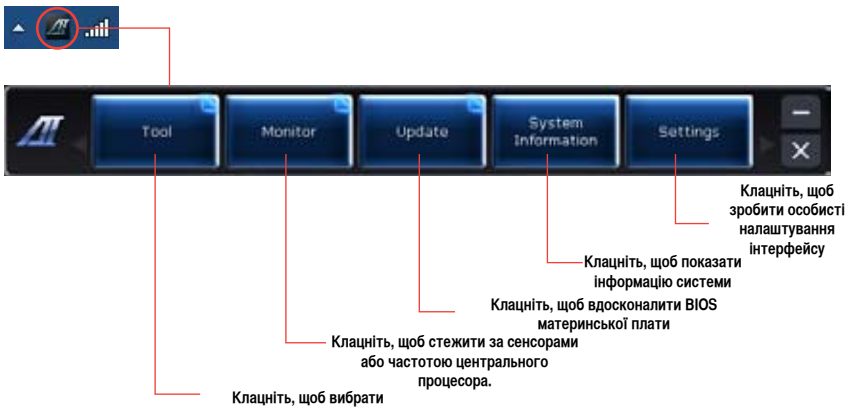 Tool
Monitor
Update
System
Information
Settings
Клацніть, щоб
зробити особисті
налаштування
інтерфейсу
Клацніть, щоб показати
інформацію системи
Клацніть, щоб вдосконалити BIOS
материнської плати
Клацніть, щоб стежити за сенсорами
або частотою центрального
процесора.
Клацніть, щоб вибрати